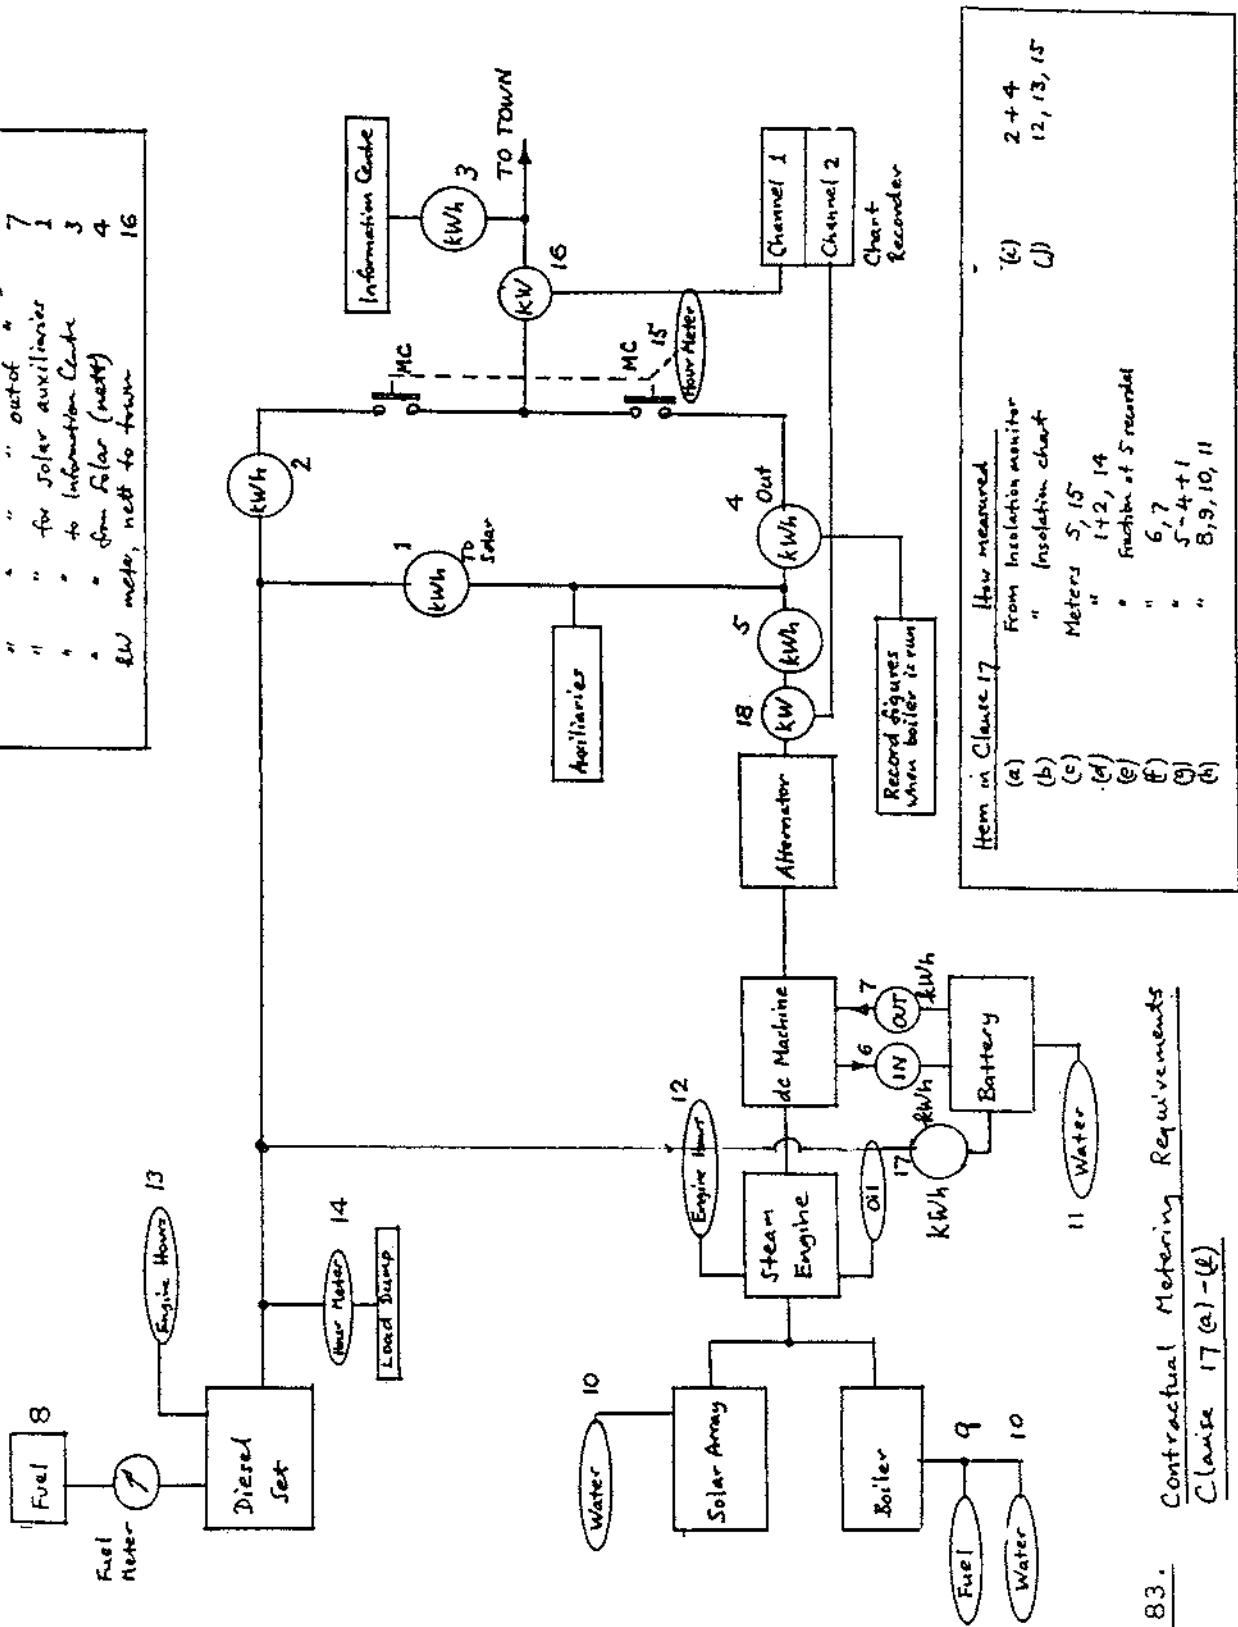 " " " out of " 7
" " for solar auxiliaries 1
" " to Information Centre 3
" " from Solar (nett) 4
kW meter, nett to town 16
Fuel 8
Fuel
Meter
Diesel
Set
Engine Hours 13
Hour Meter 14
Load Dump
kWh 2
kWh 1
TO
Solar
Auxiliaries
MC
MC
15
Hour Meter
Information Centre
kWh 3
TO TOWN
kW 16
Channel 1
Channel 2
Chart
Recorder
Water 10
Solar Array
Boiler
Fuel 9
Water 10
Steam
Engine
Engine Hours 12
Oil
dc Machine
6 IN kWh
7 OUT kWh
17 kWh
Battery
Water 11
Alternator
18 kW
5 kWh
4 kWh Out
Record figures
when boiler is run
Item in Clause 17 How measured
(a) From Insolation monitor
(b) " Insolation chart
(c) Meters 5, 15
(d) " 1+2, 14
(e) " Fraction of 5 recorded
(f) " 6, 7
(g) " 5-4+1
(h) " 8, 9, 10, 11
(i) 2+4
(j) 12, 13, 15
83. Contractual Metering Requirements
Clause 17 (a)-(l)